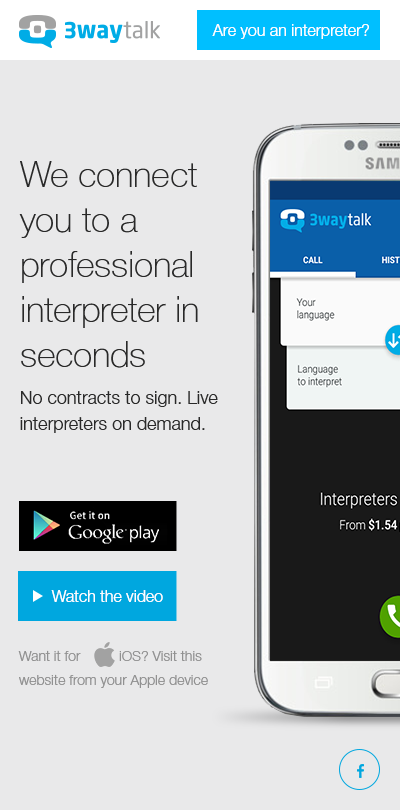 3waytalk
Are you an interpreter?
We connect
you to a
professional
interpreter in
seconds
No contracts to sign. Live
interpreters on demand.
Get it on
Google play
Watch the video
Want it for iOS? Visit this
website from your Apple device
3waytalk
CALL
Your
language
Language
to interpret
Interpreters
From $1.54
f